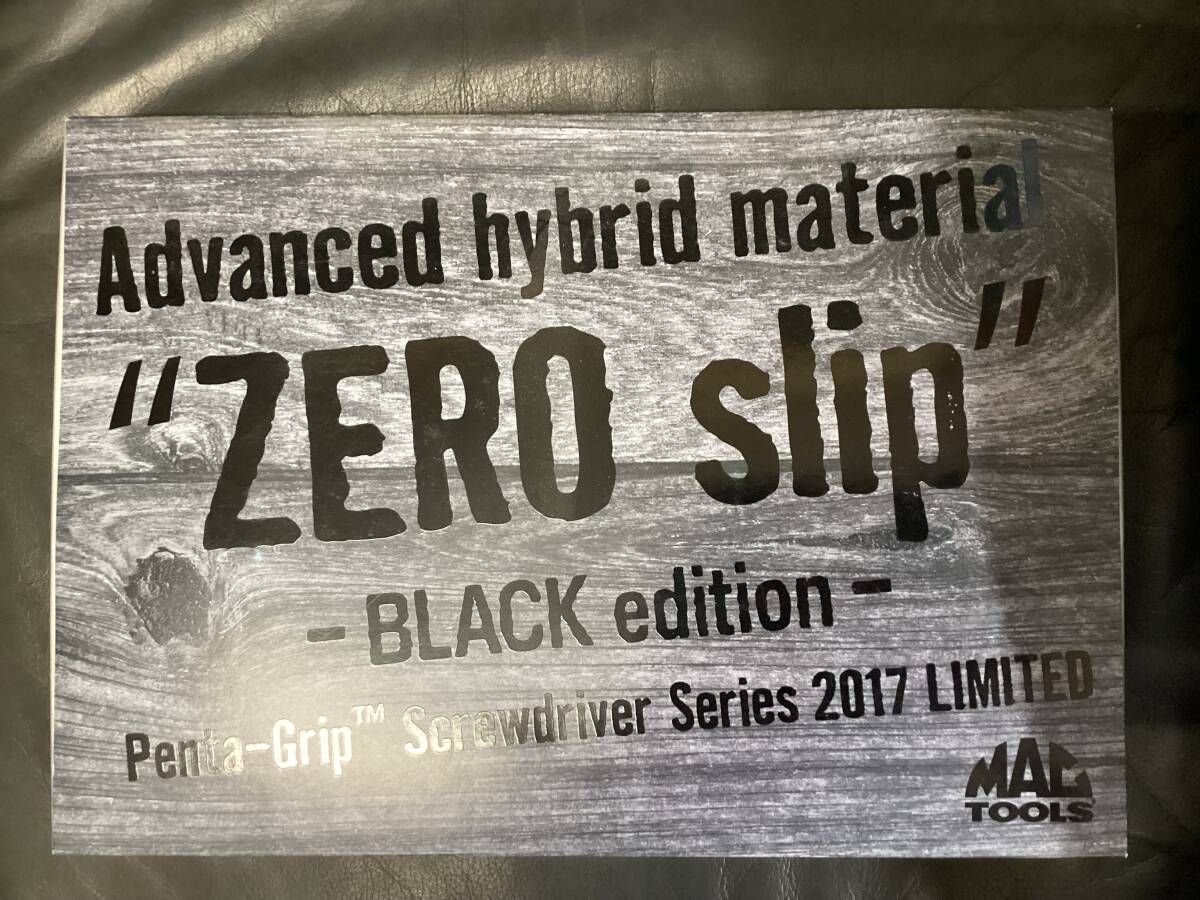 Advanced hybrid material
"ZERO slip"
- BLACK edition -
Penta-Grip™ Screwdriver Series 2017 LIMITED
MAC
TOOLS